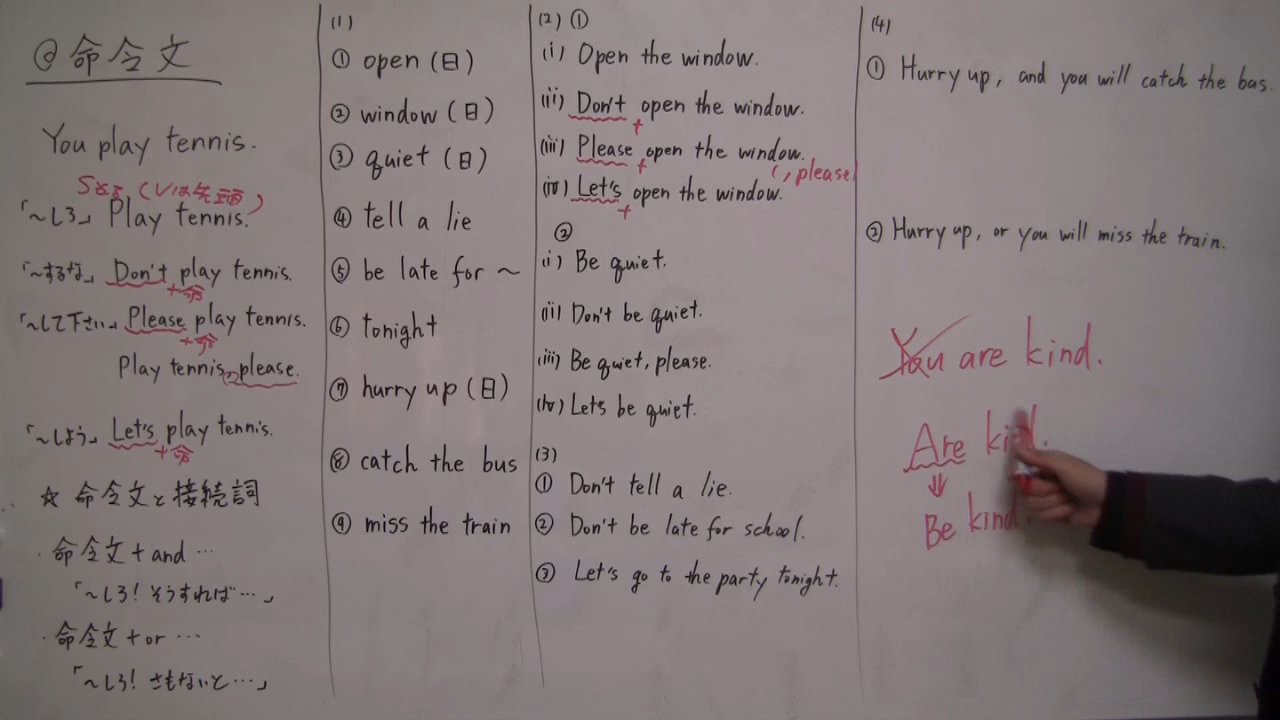 @ 命令文
You play tennis.
Sとる (Vは先頭)
「～しろ」 Play tennis.
「～するな」 Don't play tennis.
+命
「～して下さい」 Please play tennis.
+命
Play tennis, please.
「～しよう」 Let's play tennis.
+命
☆ 命令文と接続詞
・命令文 + and …
「～しろ! そうすれば…」
・命令文 + or …
「～しろ! さもないと…」
(1)
① open (日)
② window (日)
③ quiet (日)
④ tell a lie
⑤ be late for ～
⑥ tonight
⑦ hurry up (日)
⑧ catch the bus
⑨ miss the train
(2) ①
(i) Open the window.
(ii) Don't open the window.
+
(iii) Please open the window.
+
(, please)
(iv) Let's open the window.
+
②
(i) Be quiet.
(ii) Don't be quiet.
(iii) Be quiet, please.
(iv) Let's be quiet.
(3)
① Don't tell a lie.
② Don't be late for school.
③ Let's go to the party tonight.
(4)
① Hurry up, and you will catch the bus.
② Hurry up, or you will miss the train.
You are kind.
Are kind.
⇓
Be kind